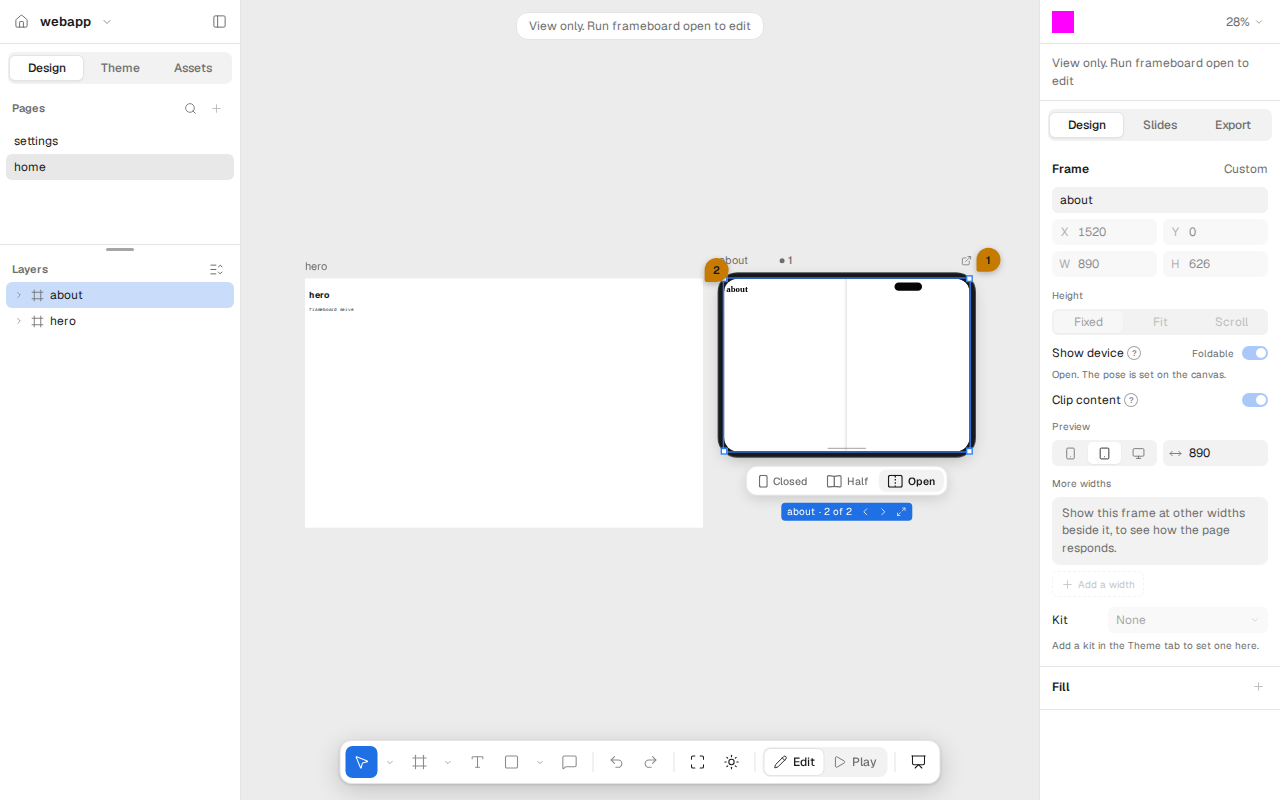 webapp
View only. Run frameboard open to edit
28%
View only. Run frameboard open to
edit
Design
Theme
Assets
Design
Slides
Export
Pages
settings
home
Frame
Custom
about
X 1520
Y 0
W 890
H 626
Layers
about
hero
Height
Fixed
Fit
Scroll
Show device
?
Foldable
Open. The pose is set on the canvas.
Clip content
?
Preview
890
More widths
Show this frame at other widths
beside it, to see how the page
responds.
Add a width
Kit
None
Add a kit in the Theme tab to set one here.
Fill
hero
hero
about
1
1
2
about
Closed
Half
Open
about · 2 of 2
Edit
Play